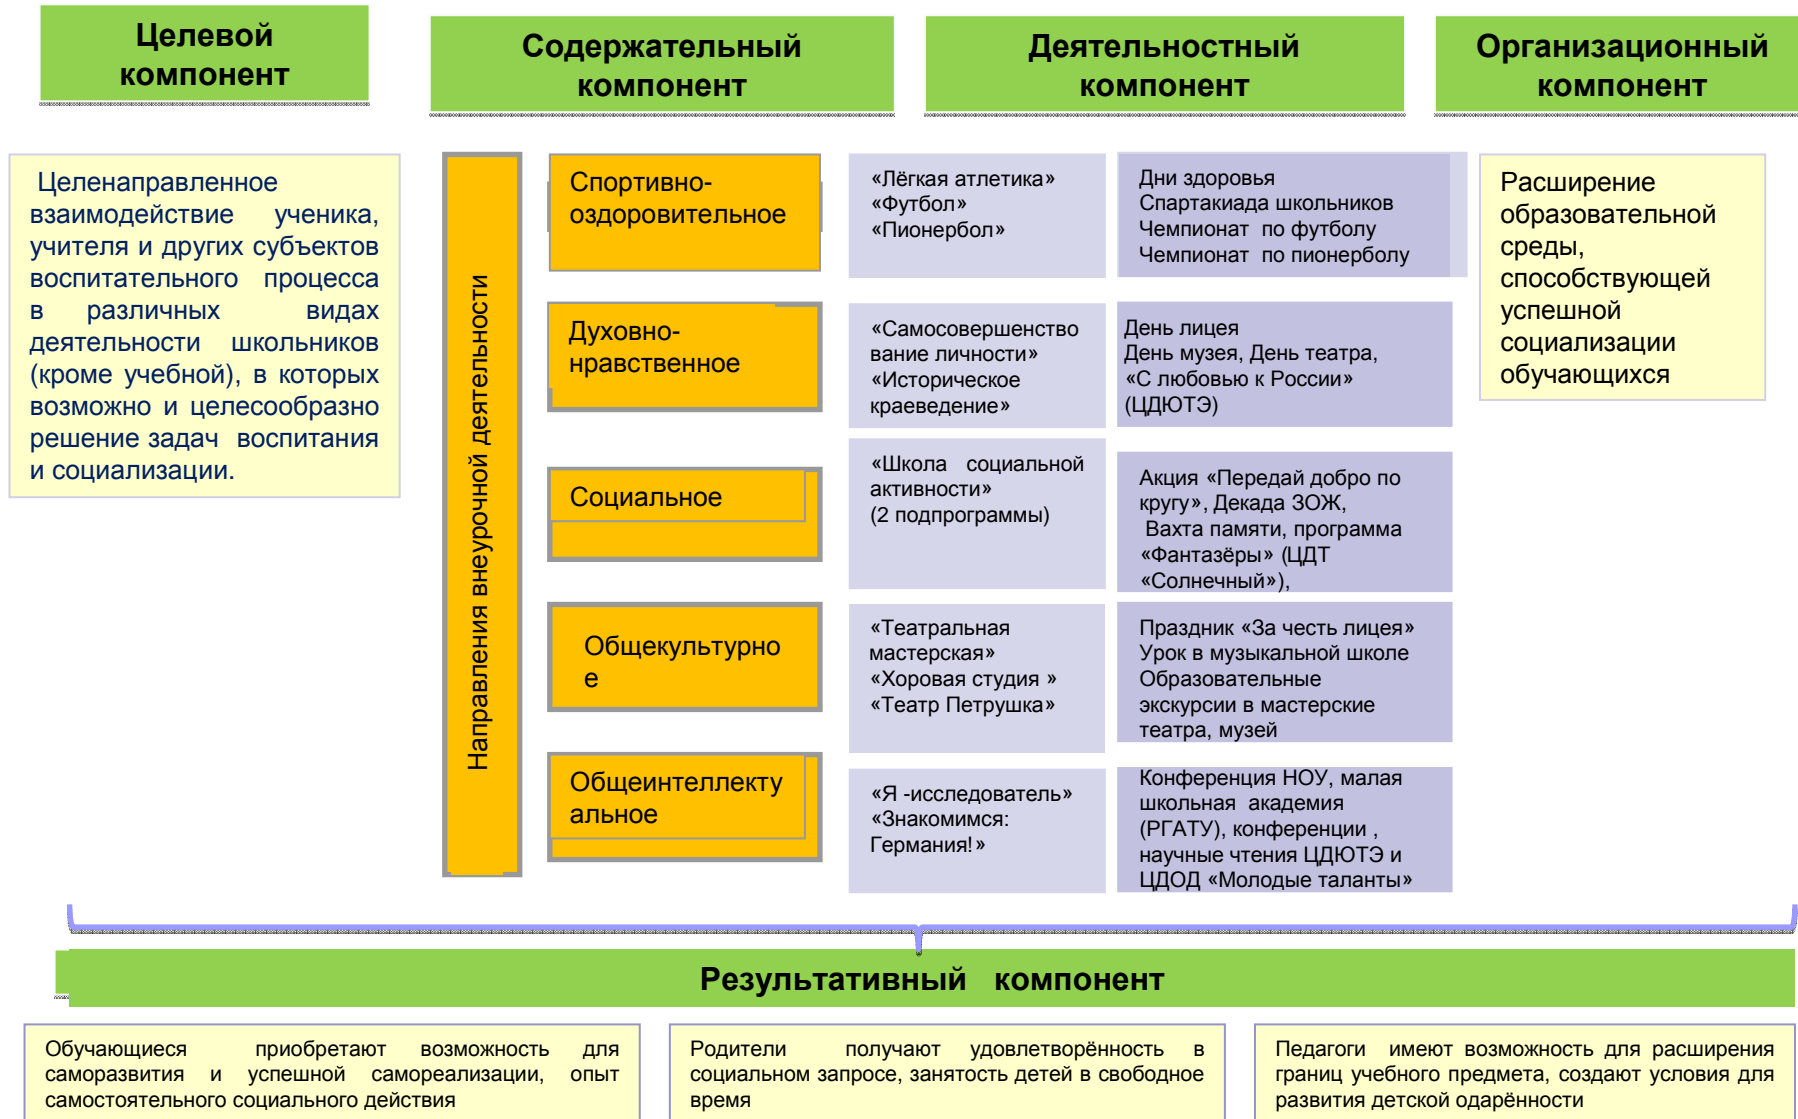 Целевой
компонент
Содержательный
компонент
Деятельностный
компонент
Организационный
компонент
Целенаправленное
взаимодействие ученика,
учителя и других субъектов
воспитательного процесса
в различных видах
деятельности школьников
(кроме учебной), в которых
возможно и целесообразно
решение задач воспитания
и социализации.
Направления внеурочной деятельности
Спортивно-
оздоровительное
«Лёгкая атлетика»
«Футбол»
«Пионербол»
Дни здоровья
Спартакиада школьников
Чемпионат по футболу
Чемпионат по пионерболу
Духовно-
нравственное
«Самосовершенство
вание личности»
«Историческое
краеведение»
День лицея
День музея, День театра,
«С любовью к России»
(ЦДЮТЭ)
Социальное
«Школа социальной
активности»
(2 подпрограммы)
Акция «Передай добро по
кругу», Декада ЗОЖ,
Вахта памяти, программа
«Фантазёры» (ЦДТ
«Солнечный»),
Общекультурно
е
«Театральная
мастерская»
«Хоровая студия »
«Театр Петрушка»
Праздник «За честь лицея»
Урок в музыкальной школе
Образовательные
экскурсии в мастерские
театра, музей
Общеинтеллекту
альное
«Я -исследователь»
«Знакомимся:
Германия!»
Конференция НОУ, малая
школьная академия
(РГАТУ), конференции ,
научные чтения ЦДЮТЭ и
ЦДОД «Молодые таланты»
Расширение
образовательной
среды,
способствующей
успешной
социализации
обучающихся
Результативный компонент
Обучающиеся приобретают возможность для
саморазвития и успешной самореализации, опыт
самостоятельного социального действия
Родители получают удовлетворённость в
социальном запросе, занятость детей в свободное
время
Педагоги имеют возможность для расширения
границ учебного предмета, создают условия для
развития детской одарённости